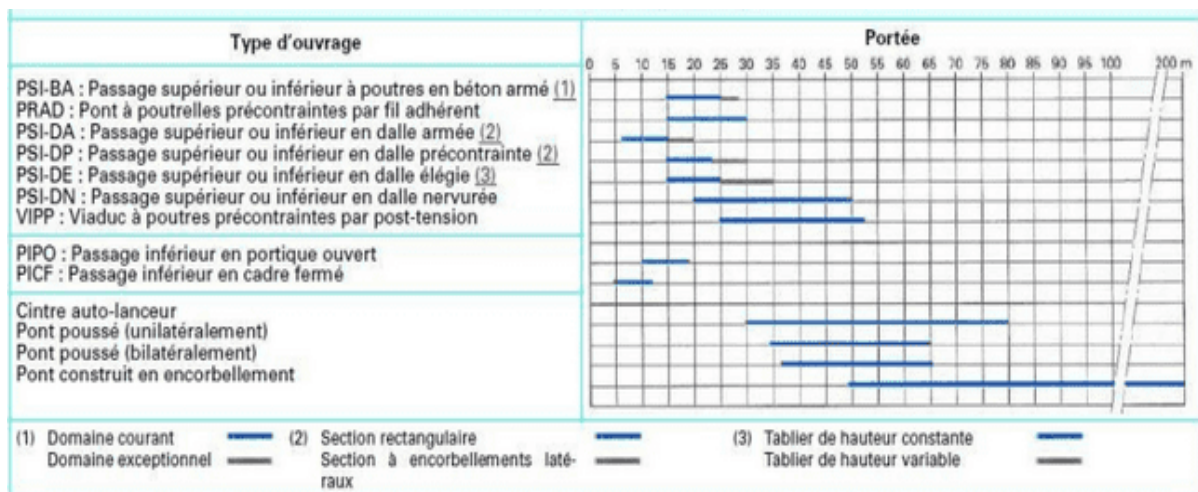 Type d'ouvrage
Portée
0 5 10 15 20 25 30 35 40 45 50 55 60 65 70 75 80 85 90 95 100 200 m
PSI-BA : Passage supérieur ou inférieur à poutres en béton armé (1)
PRAD : Pont à poutrelles précontraintes par fil adhérent
PSI-DA : Passage supérieur ou inférieur en dalle armée (2)
PSI-DP : Passage supérieur ou inférieur en dalle précontrainte (2)
PSI-DE : Passage supérieur ou inférieur en dalle élégie (3)
PSI-DN : Passage supérieur ou inférieur en dalle nervurée
VIPP : Viaduc à poutres précontraintes par post-tension
PIPO : Passage inférieur en portique ouvert
PICF : Passage inférieur en cadre fermé
Cintre auto-lanceur
Pont poussé (unilatéralement)
Pont poussé (bilatéralement)
Pont construit en encorbellement
(1) Domaine courant
Domaine exceptionnel
(2) Section rectangulaire
Section à encorbellements laté-
raux
(3) Tablier de hauteur constante
Tablier de hauteur variable